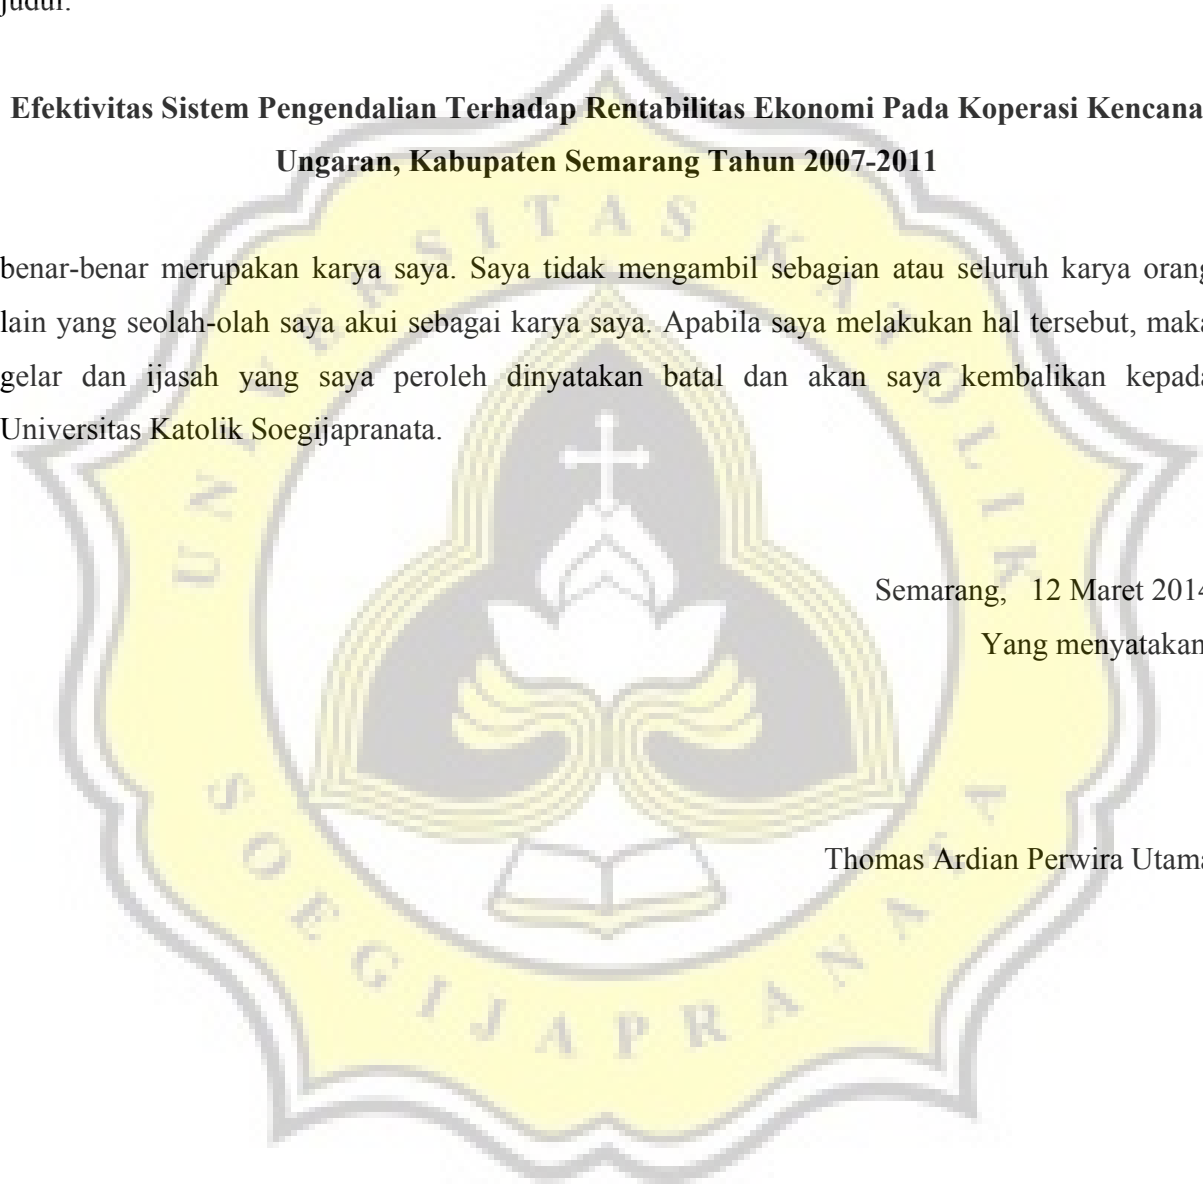 judul:
Efektivitas Sistem Pengendalian Terhadap Rentabilitas Ekonomi Pada Koperasi Kencana
Ungaran, Kabupaten Semarang Tahun 2007-2011
benar-benar merupakan karya saya. Saya tidak mengambil sebagian atau seluruh karya orang
lain yang seolah-olah saya akui sebagai karya saya. Apabila saya melakukan hal tersebut, maka
gelar dan ijasah yang saya peroleh dinyatakan batal dan akan saya kembalikan kepada
Universitas Katolik Soegijapranata.
Semarang, 12 Maret 2014
Yang menyatakan
Thomas Ardian Perwira Utama
UNIVERSITAS KATOLIK
SOEGIJAPRANATA